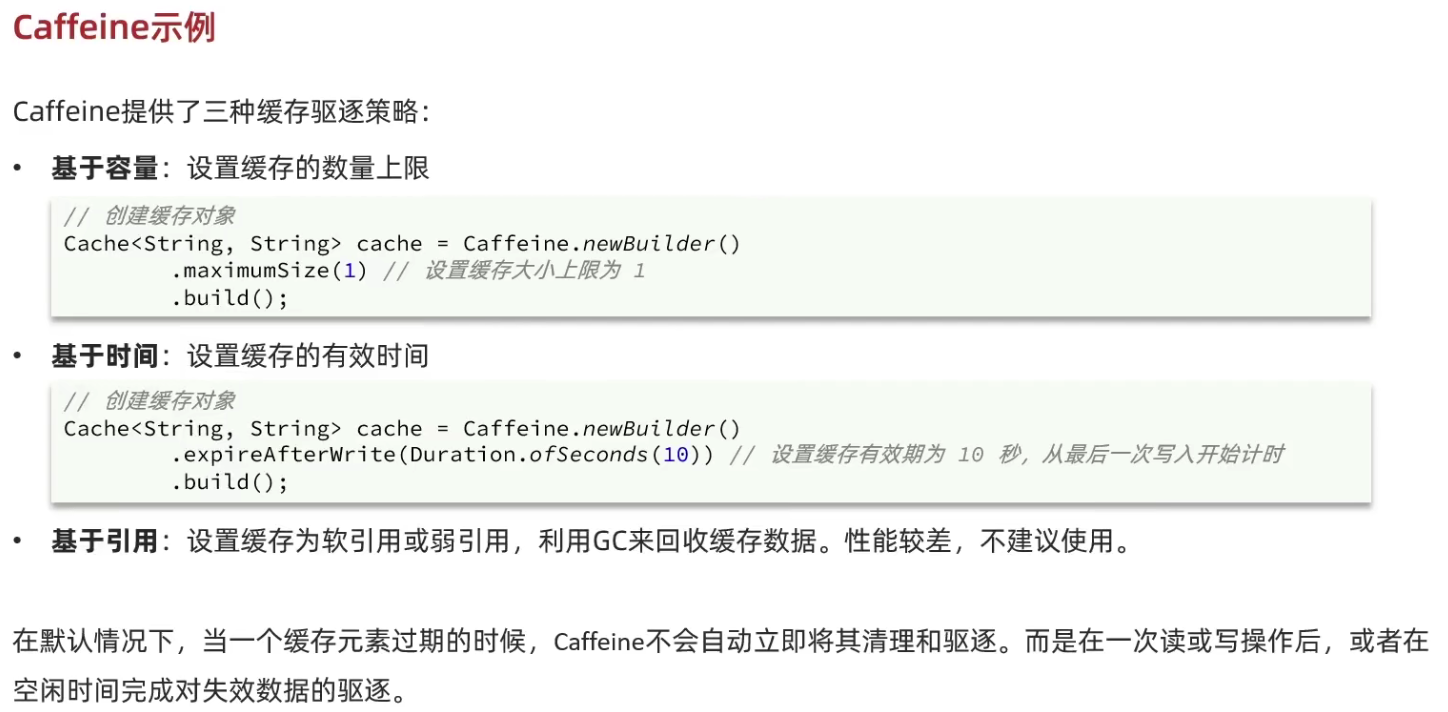 Caffeine示例
Caffeine提供了三种缓存驱逐策略：
• 基于容量：设置缓存的数量上限
// 创建缓存对象
Cache<String, String> cache = Caffeine.newBuilder()
        .maximumSize(1) // 设置缓存大小上限为 1
        .build();
• 基于时间：设置缓存的有效时间
// 创建缓存对象
Cache<String, String> cache = Caffeine.newBuilder()
        .expireAfterWrite(Duration.ofSeconds(10)) // 设置缓存有效期为 10 秒，从最后一次写入开始计时
        .build();
• 基于引用：设置缓存为软引用或弱引用，利用GC来回收缓存数据。性能较差，不建议使用。
在默认情况下，当一个缓存元素过期的时候，Caffeine不会自动立即将其清理和驱逐。而是在一次读或写操作后，或者在
空闲时间完成对失效数据的驱逐。